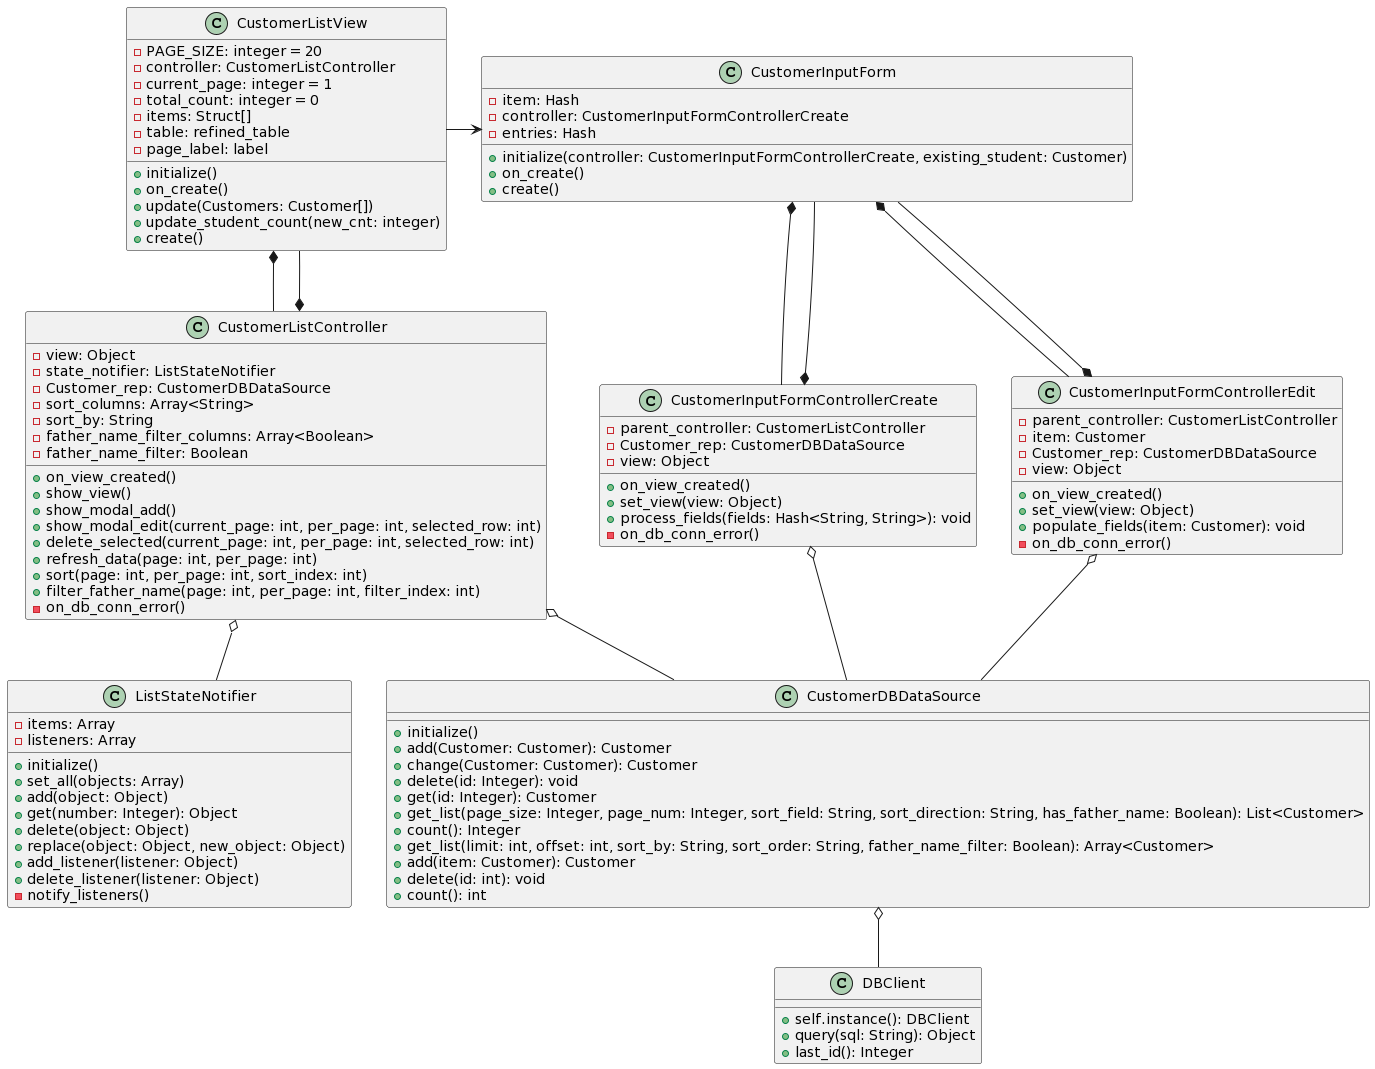 C CustomerListView
PAGE_SIZE: integer = 20
controller: CustomerListController
current_page: integer = 1
total_count: integer = 0
items: Struct[]
table: refined_table
page_label: label
initialize()
on_create()
update(Customers: Customer[])
update_student_count(new_cnt: integer)
create()
C CustomerInputForm
item: Hash
controller: CustomerInputFormControllerCreate
entries: Hash
initialize(controller: CustomerInputFormControllerCreate, existing_student: Customer)
on_create()
create()
C CustomerListController
view: Object
state_notifier: ListStateNotifier
Customer_rep: CustomerDBDataSource
sort_columns: Array<String>
sort_by: String
father_name_filter_columns: Array<Boolean>
father_name_filter: Boolean
on_view_created()
show_view()
show_modal_add()
show_modal_edit(current_page: int, per_page: int, selected_row: int)
delete_selected(current_page: int, per_page: int, selected_row: int)
refresh_data(page: int, per_page: int)
sort(page: int, per_page: int, sort_index: int)
filter_father_name(page: int, per_page: int, filter_index: int)
on_db_conn_error()
C CustomerInputFormControllerCreate
parent_controller: CustomerListController
Customer_rep: CustomerDBDataSource
view: Object
on_view_created()
set_view(view: Object)
process_fields(fields: Hash<String, String>): void
on_db_conn_error()
C CustomerInputFormControllerEdit
parent_controller: CustomerListController
item: Customer
Customer_rep: CustomerDBDataSource
view: Object
on_view_created()
set_view(view: Object)
populate_fields(item: Customer): void
on_db_conn_error()
C ListStateNotifier
items: Array
listeners: Array
initialize()
set_all(objects: Array)
add(object: Object)
get(number: Integer): Object
delete(object: Object)
replace(object: Object, new_object: Object)
add_listener(listener: Object)
delete_listener(listener: Object)
notify_listeners()
C CustomerDBDataSource
initialize()
add(Customer: Customer): Customer
change(Customer: Customer): Customer
delete(id: Integer): void
get(id: Integer): Customer
get_list(page_size: Integer, page_num: Integer, sort_field: String, sort_direction: String, has_father_name: Boolean): List<Customer>
count(): Integer
get_list(limit: int, offset: int, sort_by: String, sort_order: String, father_name_filter: Boolean): Array<Customer>
add(item: Customer): Customer
delete(id: int): void
count(): int
C DBClient
self.instance(): DBClient
query(sql: String): Object
last_id(): Integer